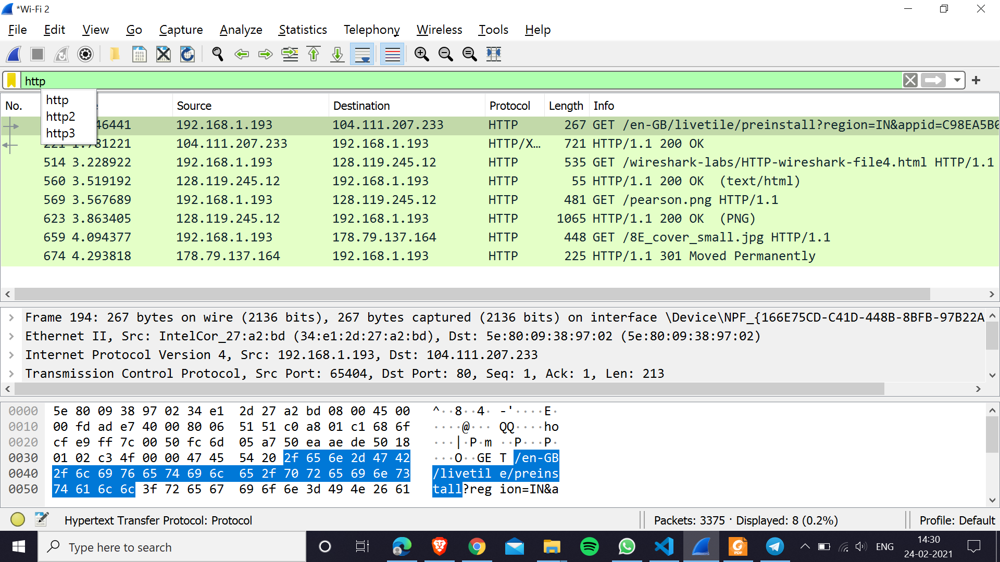 *Wi-Fi 2
File Edit View Go Capture Analyze Statistics Telephony Wireless Tools Help
http
http
http2
http3
No. Source Destination Protocol Length Info
46441 192.168.1.193 104.111.207.233 HTTP 267 GET /en-GB/livetile/preinstall?region=IN&appid=C98EA5B0
221 1.781221 104.111.207.233 192.168.1.193 HTTP/X… 721 HTTP/1.1 200 OK
514 3.228922 192.168.1.193 128.119.245.12 HTTP 535 GET /wireshark-labs/HTTP-wireshark-file4.html HTTP/1.1
560 3.519192 128.119.245.12 192.168.1.193 HTTP 55 HTTP/1.1 200 OK  (text/html)
569 3.567689 192.168.1.193 128.119.245.12 HTTP 481 GET /pearson.png HTTP/1.1
623 3.863405 128.119.245.12 192.168.1.193 HTTP 1065 HTTP/1.1 200 OK  (PNG)
659 4.094377 192.168.1.193 178.79.137.164 HTTP 448 GET /8E_cover_small.jpg HTTP/1.1
674 4.293818 178.79.137.164 192.168.1.193 HTTP 225 HTTP/1.1 301 Moved Permanently
Frame 194: 267 bytes on wire (2136 bits), 267 bytes captured (2136 bits) on interface \Device\NPF_{166E75CD-C41D-448B-8BFB-97B22A
Ethernet II, Src: IntelCor_27:a2:bd (34:e1:2d:27:a2:bd), Dst: 5e:80:09:38:97:02 (5e:80:09:38:97:02)
Internet Protocol Version 4, Src: 192.168.1.193, Dst: 104.111.207.233
Transmission Control Protocol, Src Port: 65404, Dst Port: 80, Seq: 1, Ack: 1, Len: 213
0000 5e 80 09 38 97 02 34 e1 2d 27 a2 bd 08 00 45 00 ^··8··4· -'····E·
0010 00 fd ad e7 40 00 80 06 51 51 c0 a8 01 c1 68 6f ····@··· QQ····ho
0020 cf e9 ff 7c 00 50 fc 6d 05 a7 50 ea ae de 50 18 ···|·P·m ··P···P·
0030 01 02 c3 4f 00 00 47 45 54 20 2f 65 6e 2d 47 42 ···O··GE T /en-GB
0040 2f 6c 69 76 65 74 69 6c 65 2f 70 72 65 69 6e 73 /livetil e/preins
0050 74 61 6c 6c 3f 72 65 67 69 6f 6e 3d 49 4e 26 61 tall?reg ion=IN&a
Hypertext Transfer Protocol: Protocol Packets: 3375 · Displayed: 8 (0.2%) Profile: Default
Type here to search ENG 14:30
24-02-2021